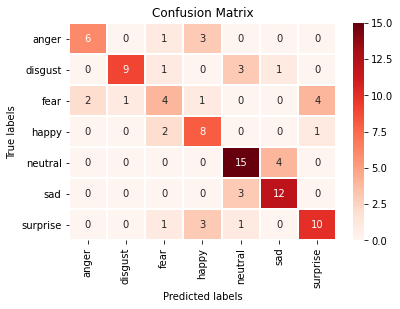 Confusion Matrix
True labels
anger 6 0 1 3 0 0 0
disgust 0 9 1 0 3 1 0
fear 2 1 4 1 0 0 4
happy 0 0 2 8 0 0 1
neutral 0 0 0 0 15 4 0
sad 0 0 0 0 3 12 0
surprise 0 0 1 3 1 0 10
anger disgust fear happy neutral sad surprise
Predicted labels
15.0
12.5
10.0
7.5
5.0
2.5
0.0